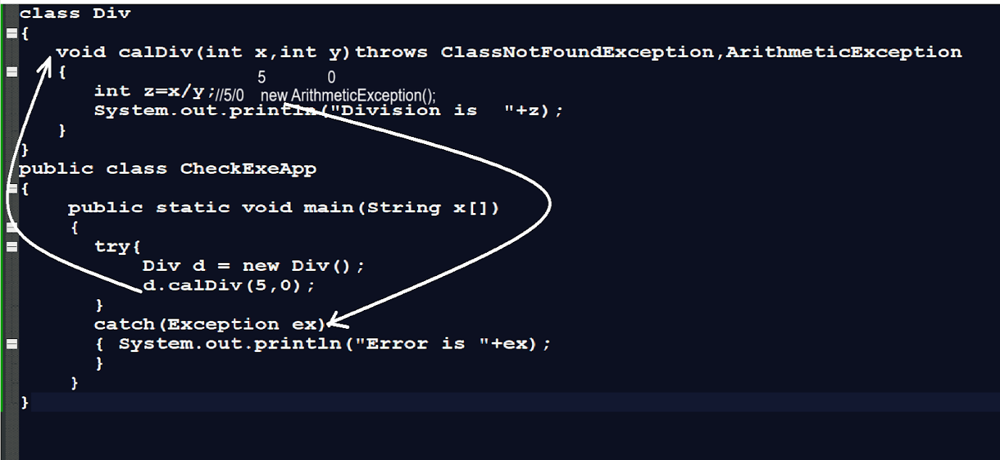 class Div
{
void calDiv(int x,int y)throws ClassNotFoundException,ArithmeticException
{ 5 0
int z=x/y;//5/0 new ArithmeticException();
System.out.println("Division is "+z);
}
}
public class CheckExeApp
{
public static void main(String x[])
{
try{
Div d = new Div();
d.calDiv(5,0);
}
catch(Exception ex)
{ System.out.println("Error is "+ex);
}
}
}